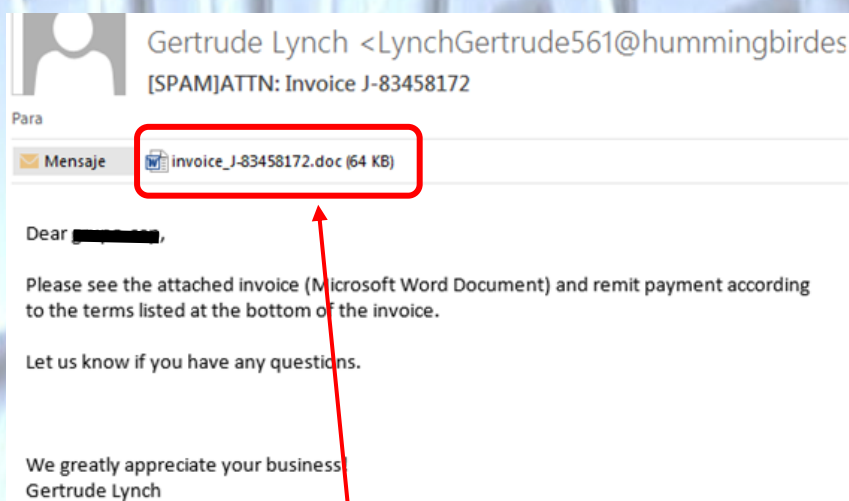 Gertrude Lynch <LynchGertrude561@hummingbirdes
[SPAM]ATTN: Invoice J-83458172
Para
Mensaje invoice_J-83458172.doc (64 KB)
Dear ,
Please see the attached invoice (Microsoft Word Document) and remit payment according
to the terms listed at the bottom of the invoice.
Let us know if you have any questions.
We greatly appreciate your business!
Gertrude Lynch